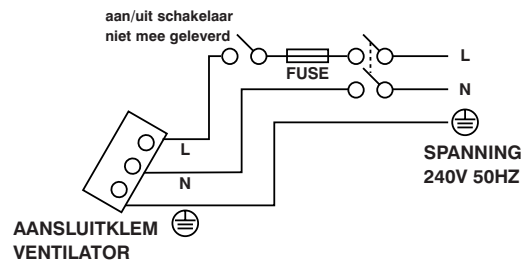 aan/uit schakelaar
niet mee geleverd
L
FUSE
N
L
SPANNING
240V 50HZ
N
AANSLUITKLEM
VENTILATOR